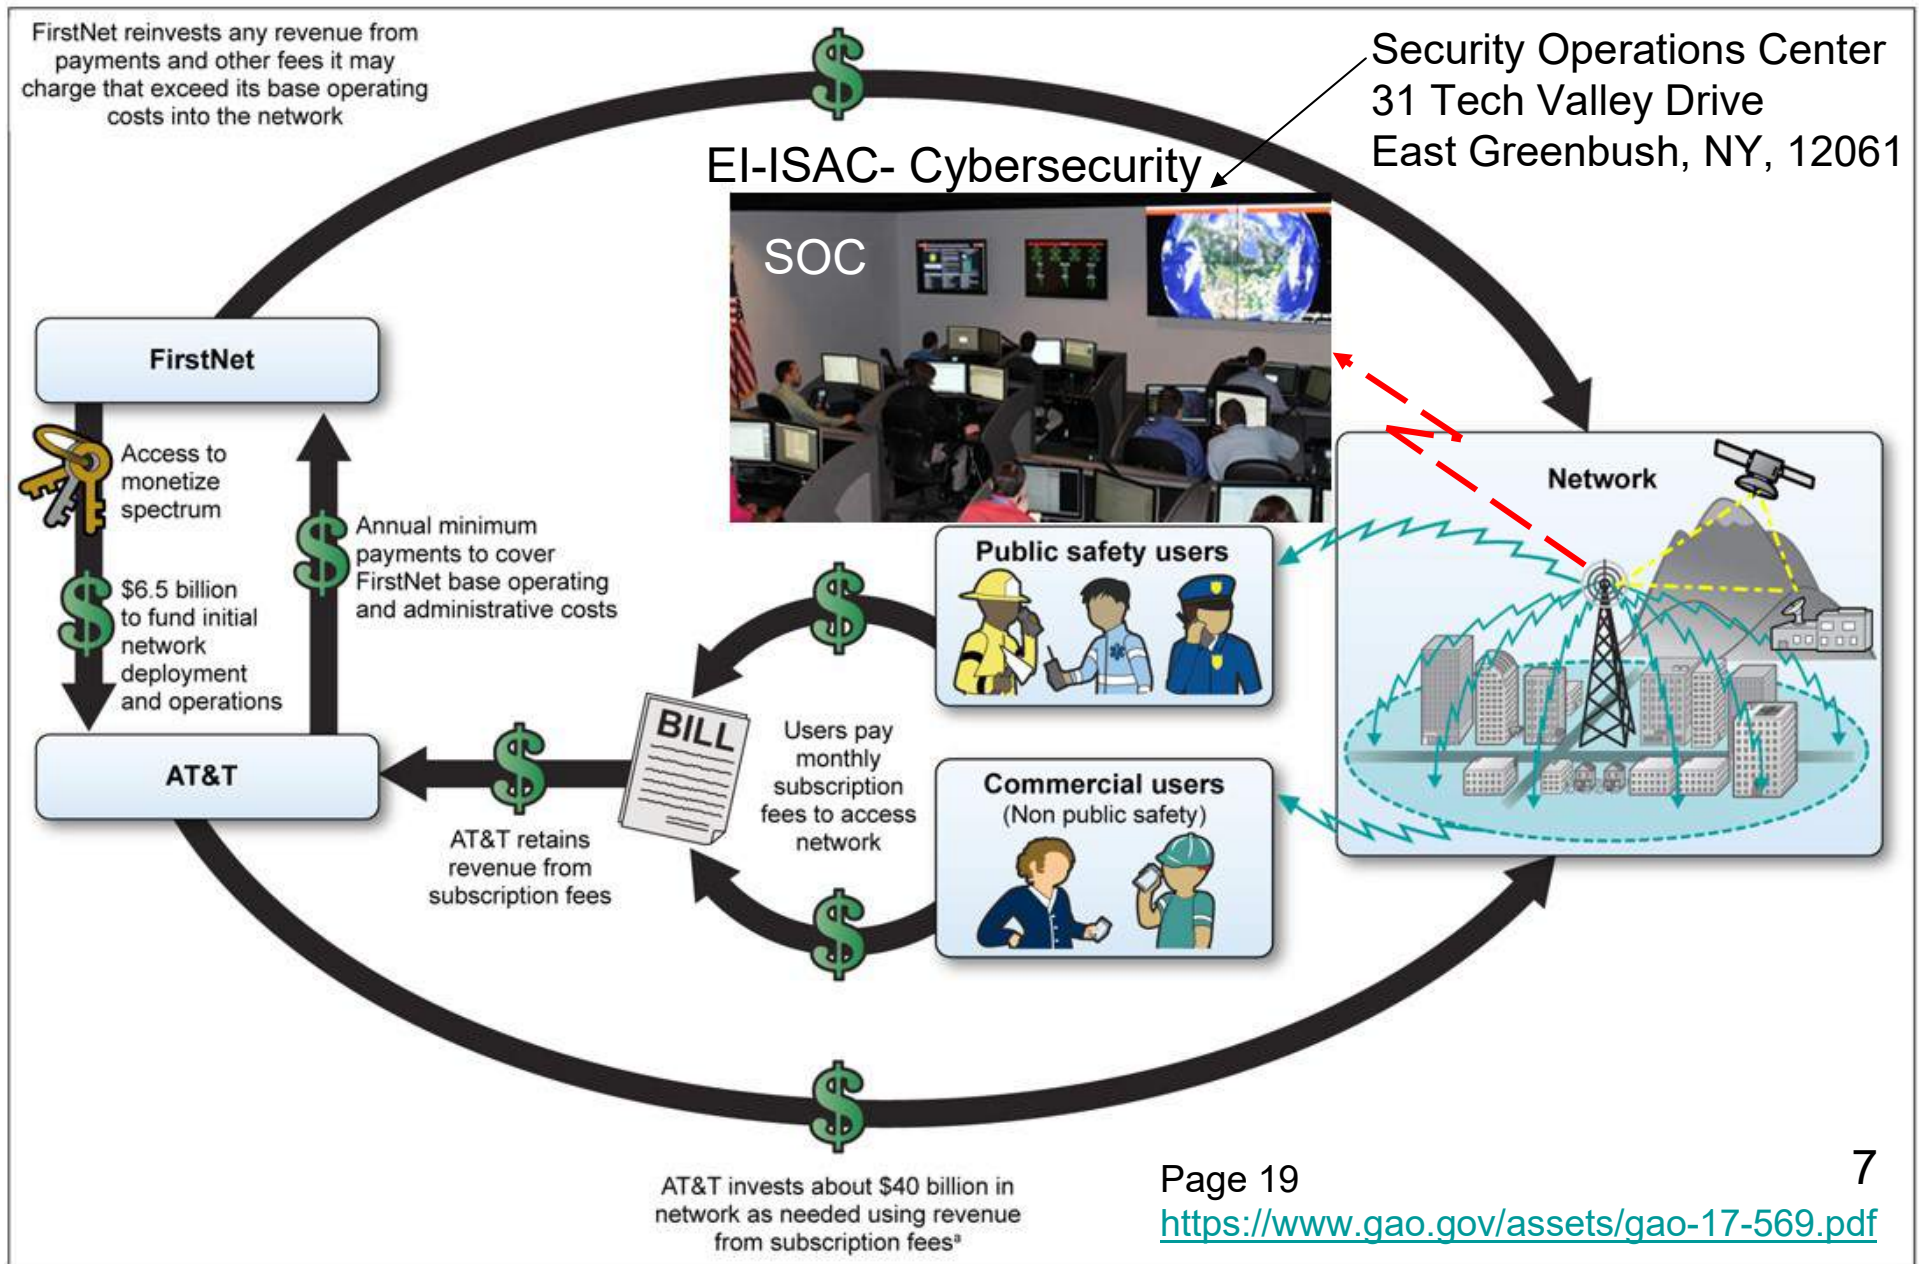 FirstNet reinvests any revenue from
payments and other fees it may
charge that exceed its base operating
costs into the network
$
Security Operations Center
31 Tech Valley Drive
East Greenbush, NY, 12061
EI-ISAC- Cybersecurity
SOC
FirstNet
Access to
monetize
spectrum
$
$6.5 billion
to fund initial
network
deployment
and operations
$
Annual minimum
payments to cover
FirstNet base operating
and administrative costs
Network
Public safety users
$
BILL
Users pay
monthly
subscription
fees to access
network
AT&T
$
AT&T retains
revenue from
subscription fees
Commercial users
(Non public safety)
$
$
AT&T invests about $40 billion in
network as needed using revenue
from subscription feesᵃ
Page 19
7
https://www.gao.gov/assets/gao-17-569.pdf